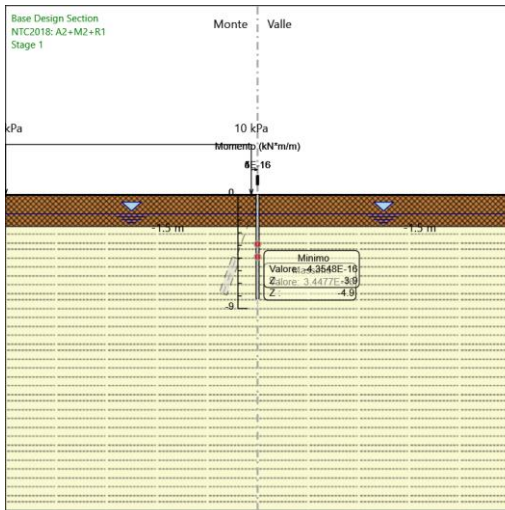 Base Design Section
NTC2018: A2+M2+R1
Stage 1
Monte
Valle
kPa
10 kPa
Momento (kN*m/m)
E-16
0
-1.5 m
-1.5 m
Minimo
Valore: -4.3548E-16
Z -3.9
Valore: 3.4477E
Z -4.9
-9